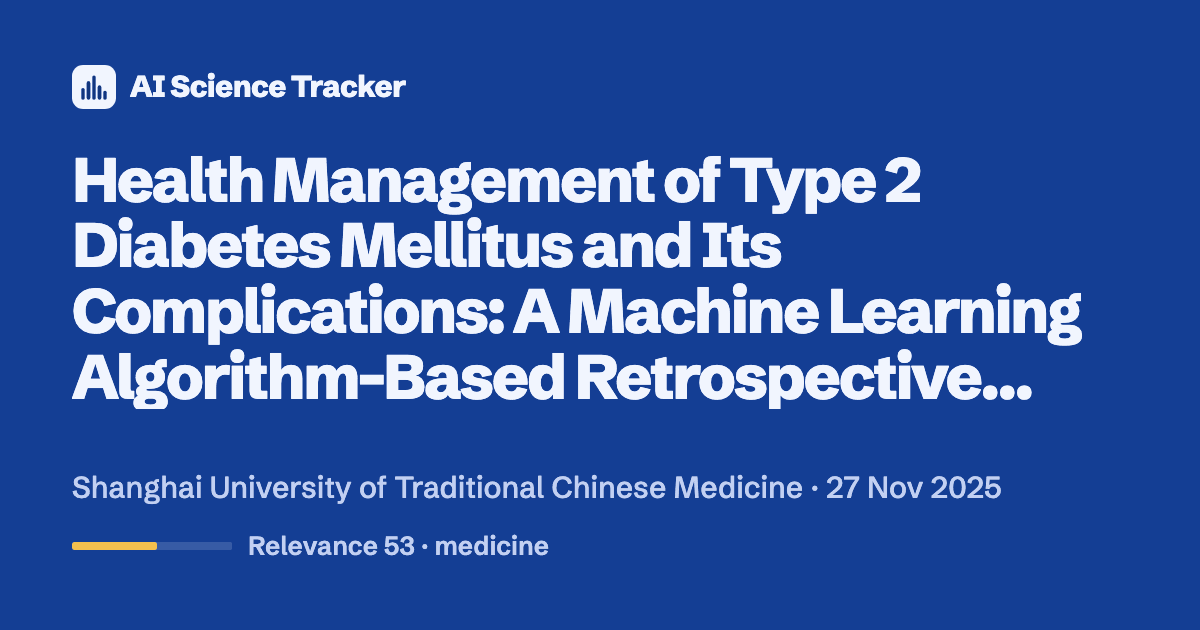 AI Science Tracker
Health Management of Type 2
Diabetes Mellitus and Its
Complications: A Machine Learning
Algorithm-Based Retrospective...
Shanghai University of Traditional Chinese Medicine · 27 Nov 2025
Relevance 53 · medicine